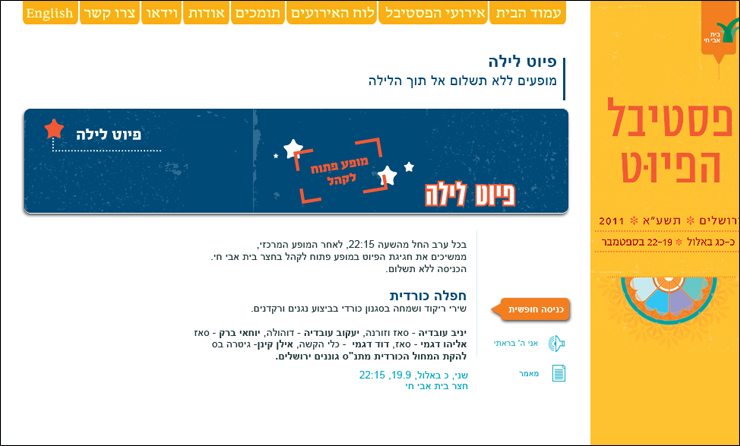 עמוד הבית
אירועי הפסטיבל
לוח האירועים
תומכים
אודות
וידאו
צרו קשר
English
בית
אבי חי
פסטיבל
הפיוט
ירושלים ✻ תשע"א ✻ 2011
כ-כג באלול ✻ 22-19 בספטמבר
פיוט לילה
מופעים ללא תשלום אל תוך הלילה
פיוט לילה
מופע פתוח
לקהל
פיוט לילה
בכל ערב החל מהשעה 22:15, לאחר המופע המרכזי,
ממשיכים את חגיגת הפיוט במופע פתוח לקהל בחצר בית אבי חי.
הכניסה ללא תשלום.
חפלה כורדית
שירי ריקוד ושמחה בסגנון כורדי בביצוע נגנים ורקדנים.
כניסה חופשית
יניב עובדיה - סאז וזורנה, יעקוב עובדיה - דוהולה, יוחאי ברק - סאז
אליהו דגמי - סאז, דוד דגמי - כלי הקשה, אילן קינן- גיטרה בס
להקת המחול הכורדית מתנ"ס גוננים ירושלים.
אני ה' בראתי
מאמר
שני, כ באלול, 19.9, 22:15
חצר בית אבי חי